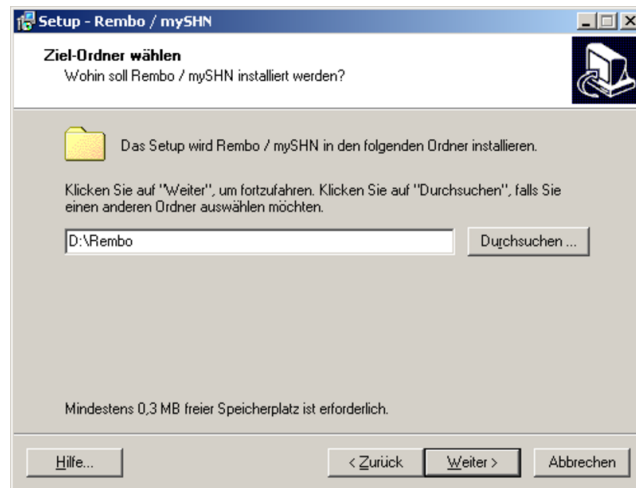 Setup - Rembo / mySHN
Ziel-Ordner wählen
Wohin soll Rembo / mySHN installiert werden?
Das Setup wird Rembo / mySHN in den folgenden Ordner installieren.
Klicken Sie auf "Weiter", um fortzufahren. Klicken Sie auf "Durchsuchen", falls Sie
einen anderen Ordner auswählen möchten.
D:\Rembo
Durchsuchen ...
Mindestens 0,3 MB freier Speicherplatz ist erforderlich.
Hilfe...
< Zurück
Weiter >
Abbrechen